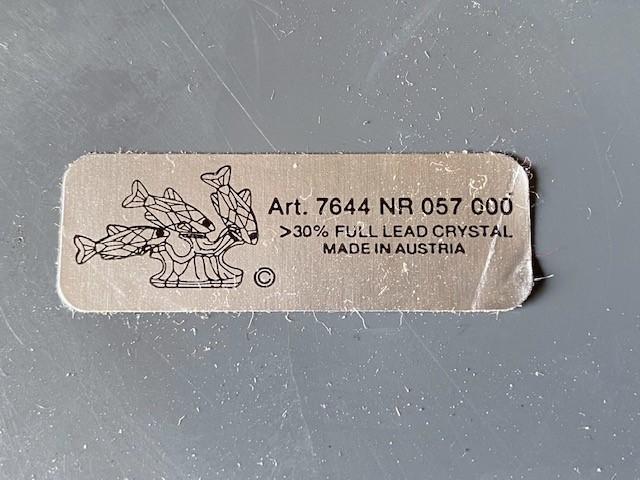 Art. 7644 NR 057 000
>30% FULL LEAD CRYSTAL
MADE IN AUSTRIA
©